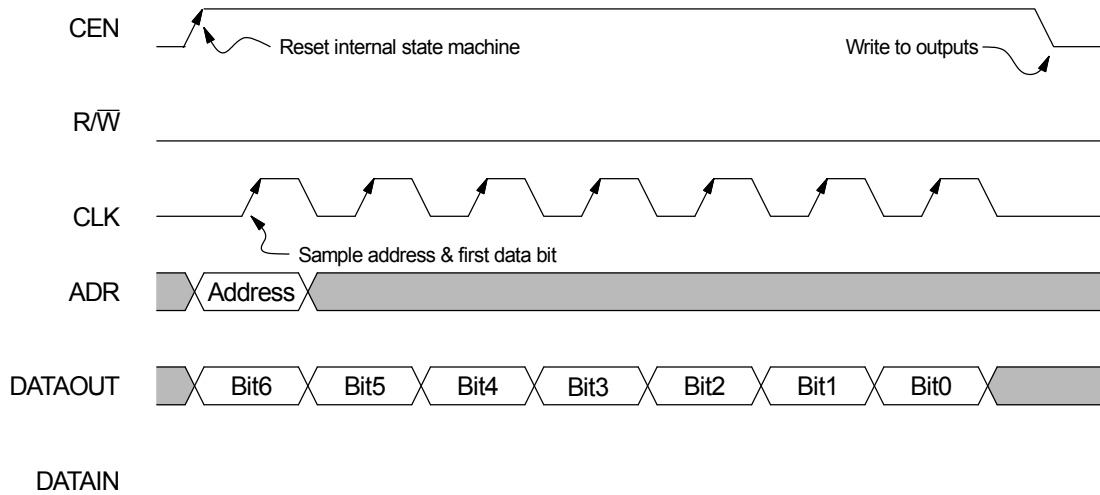 CEN
Reset internal state machine
Write to outputs
R/W̅
CLK
Sample address & first data bit
ADR
Address
DATAOUT
Bit6 Bit5 Bit4 Bit3 Bit2 Bit1 Bit0
DATAIN